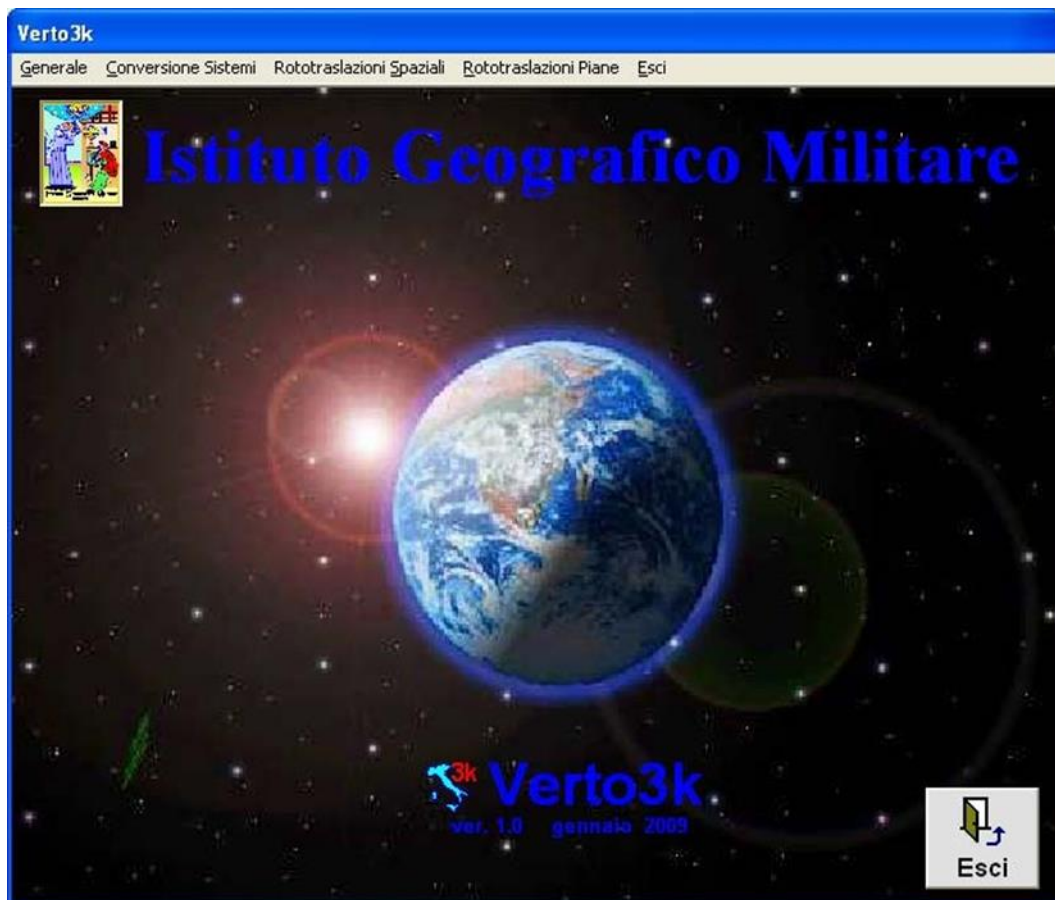 Verto3k
Generale Conversione Sistemi Rototraslazioni Spaziali Rototraslazioni Piane Esci
Istituto Geografico Militare
3k Verto3k
ver. 1.0 gennaio 2009
Esci